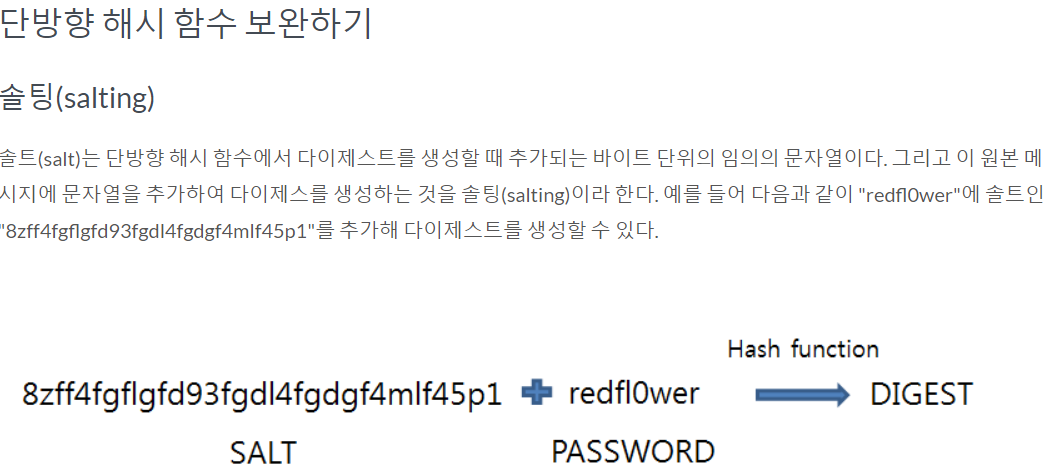 단방향 해시 함수 보완하기
솔팅(salting)
솔트(salt)는 단방향 해시 함수에서 다이제스트를 생성할 때 추가되는 바이트 단위의 임의의 문자열이다. 그리고 이 원본 메
시지에 문자열을 추가하여 다이제스를 생성하는 것을 솔팅(salting)이라 한다. 예를 들어 다음과 같이 "redfl0wer"에 솔트인
"8zff4fgflgfd93fgdl4fgdgf4mlf45p1"를 추가해 다이제스트를 생성할 수 있다.
Hash function
8zff4fgflgfd93fgdl4fgdgf4mlf45p1 + redfl0wer DIGEST
SALT PASSWORD